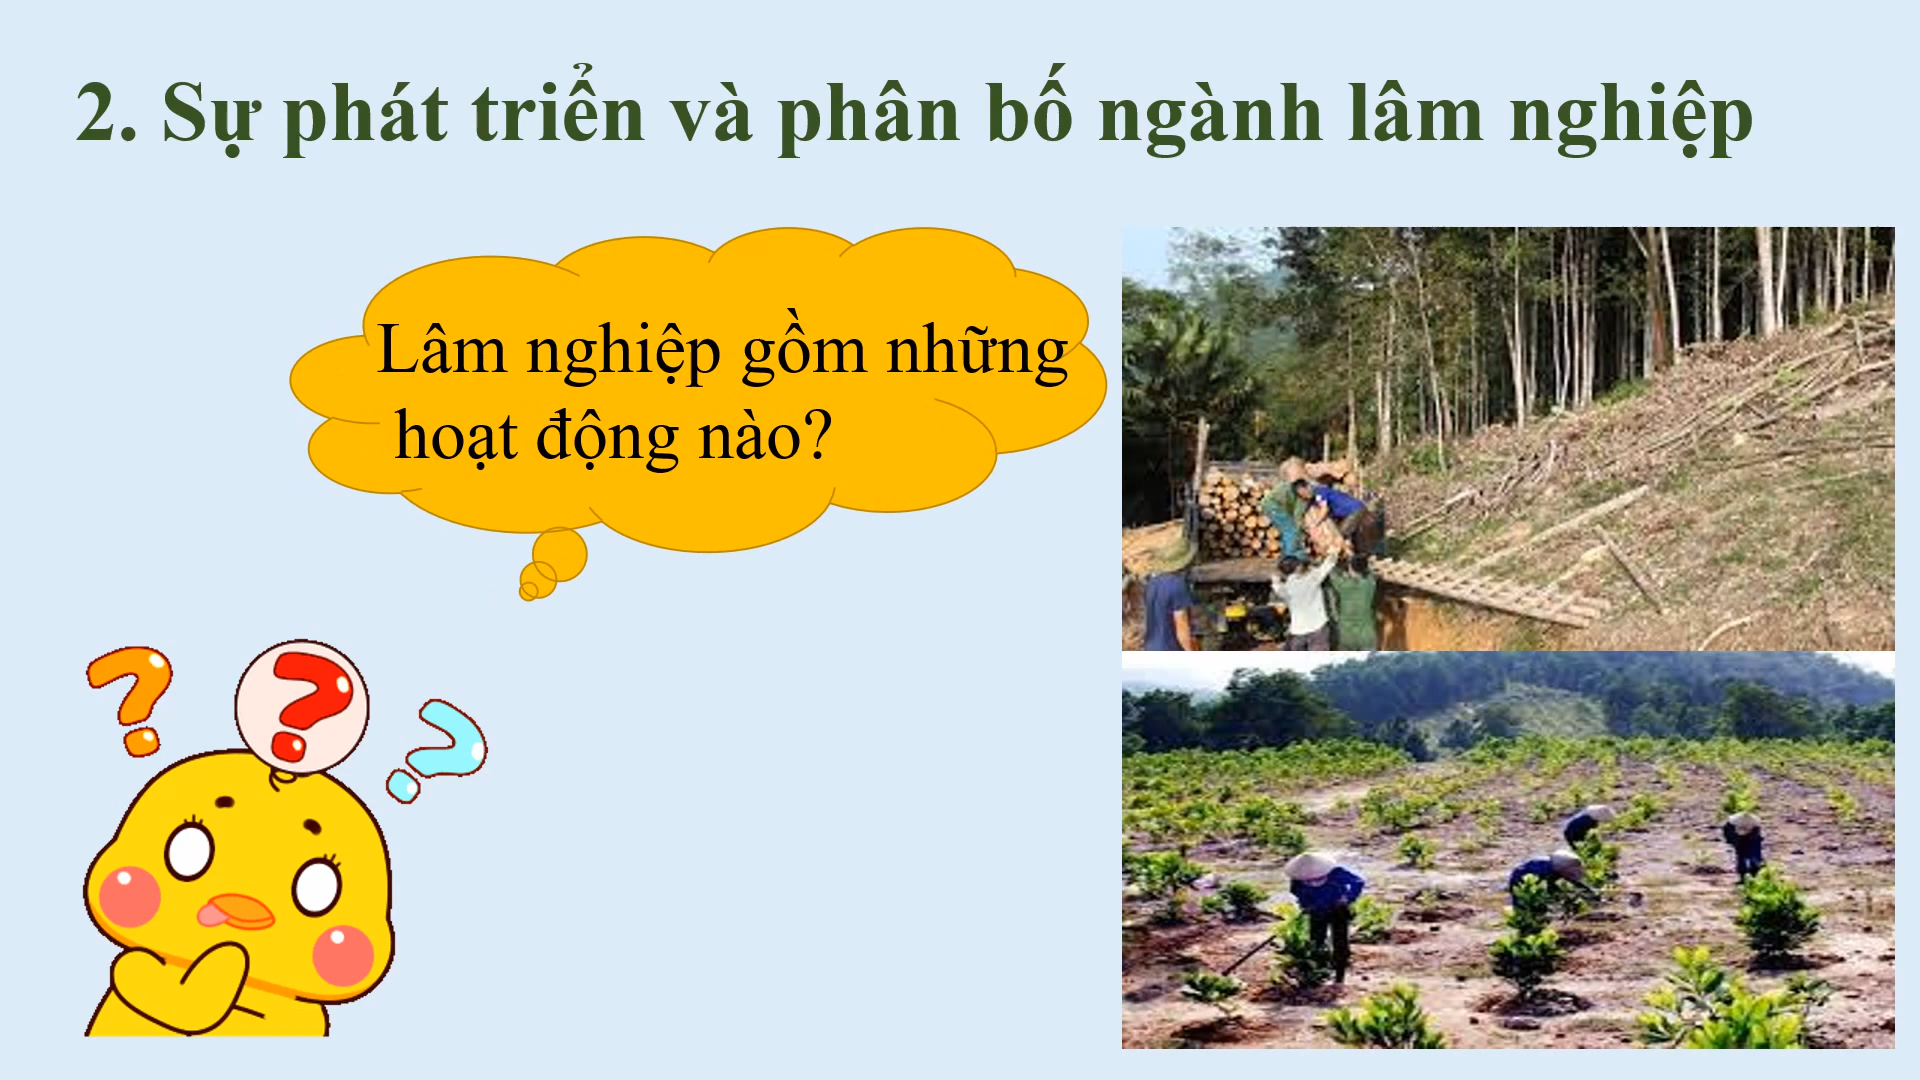 2. Sự phát triển và phân bố ngành lâm nghiệp
Lâm nghiệp gồm những
hoạt động nào?